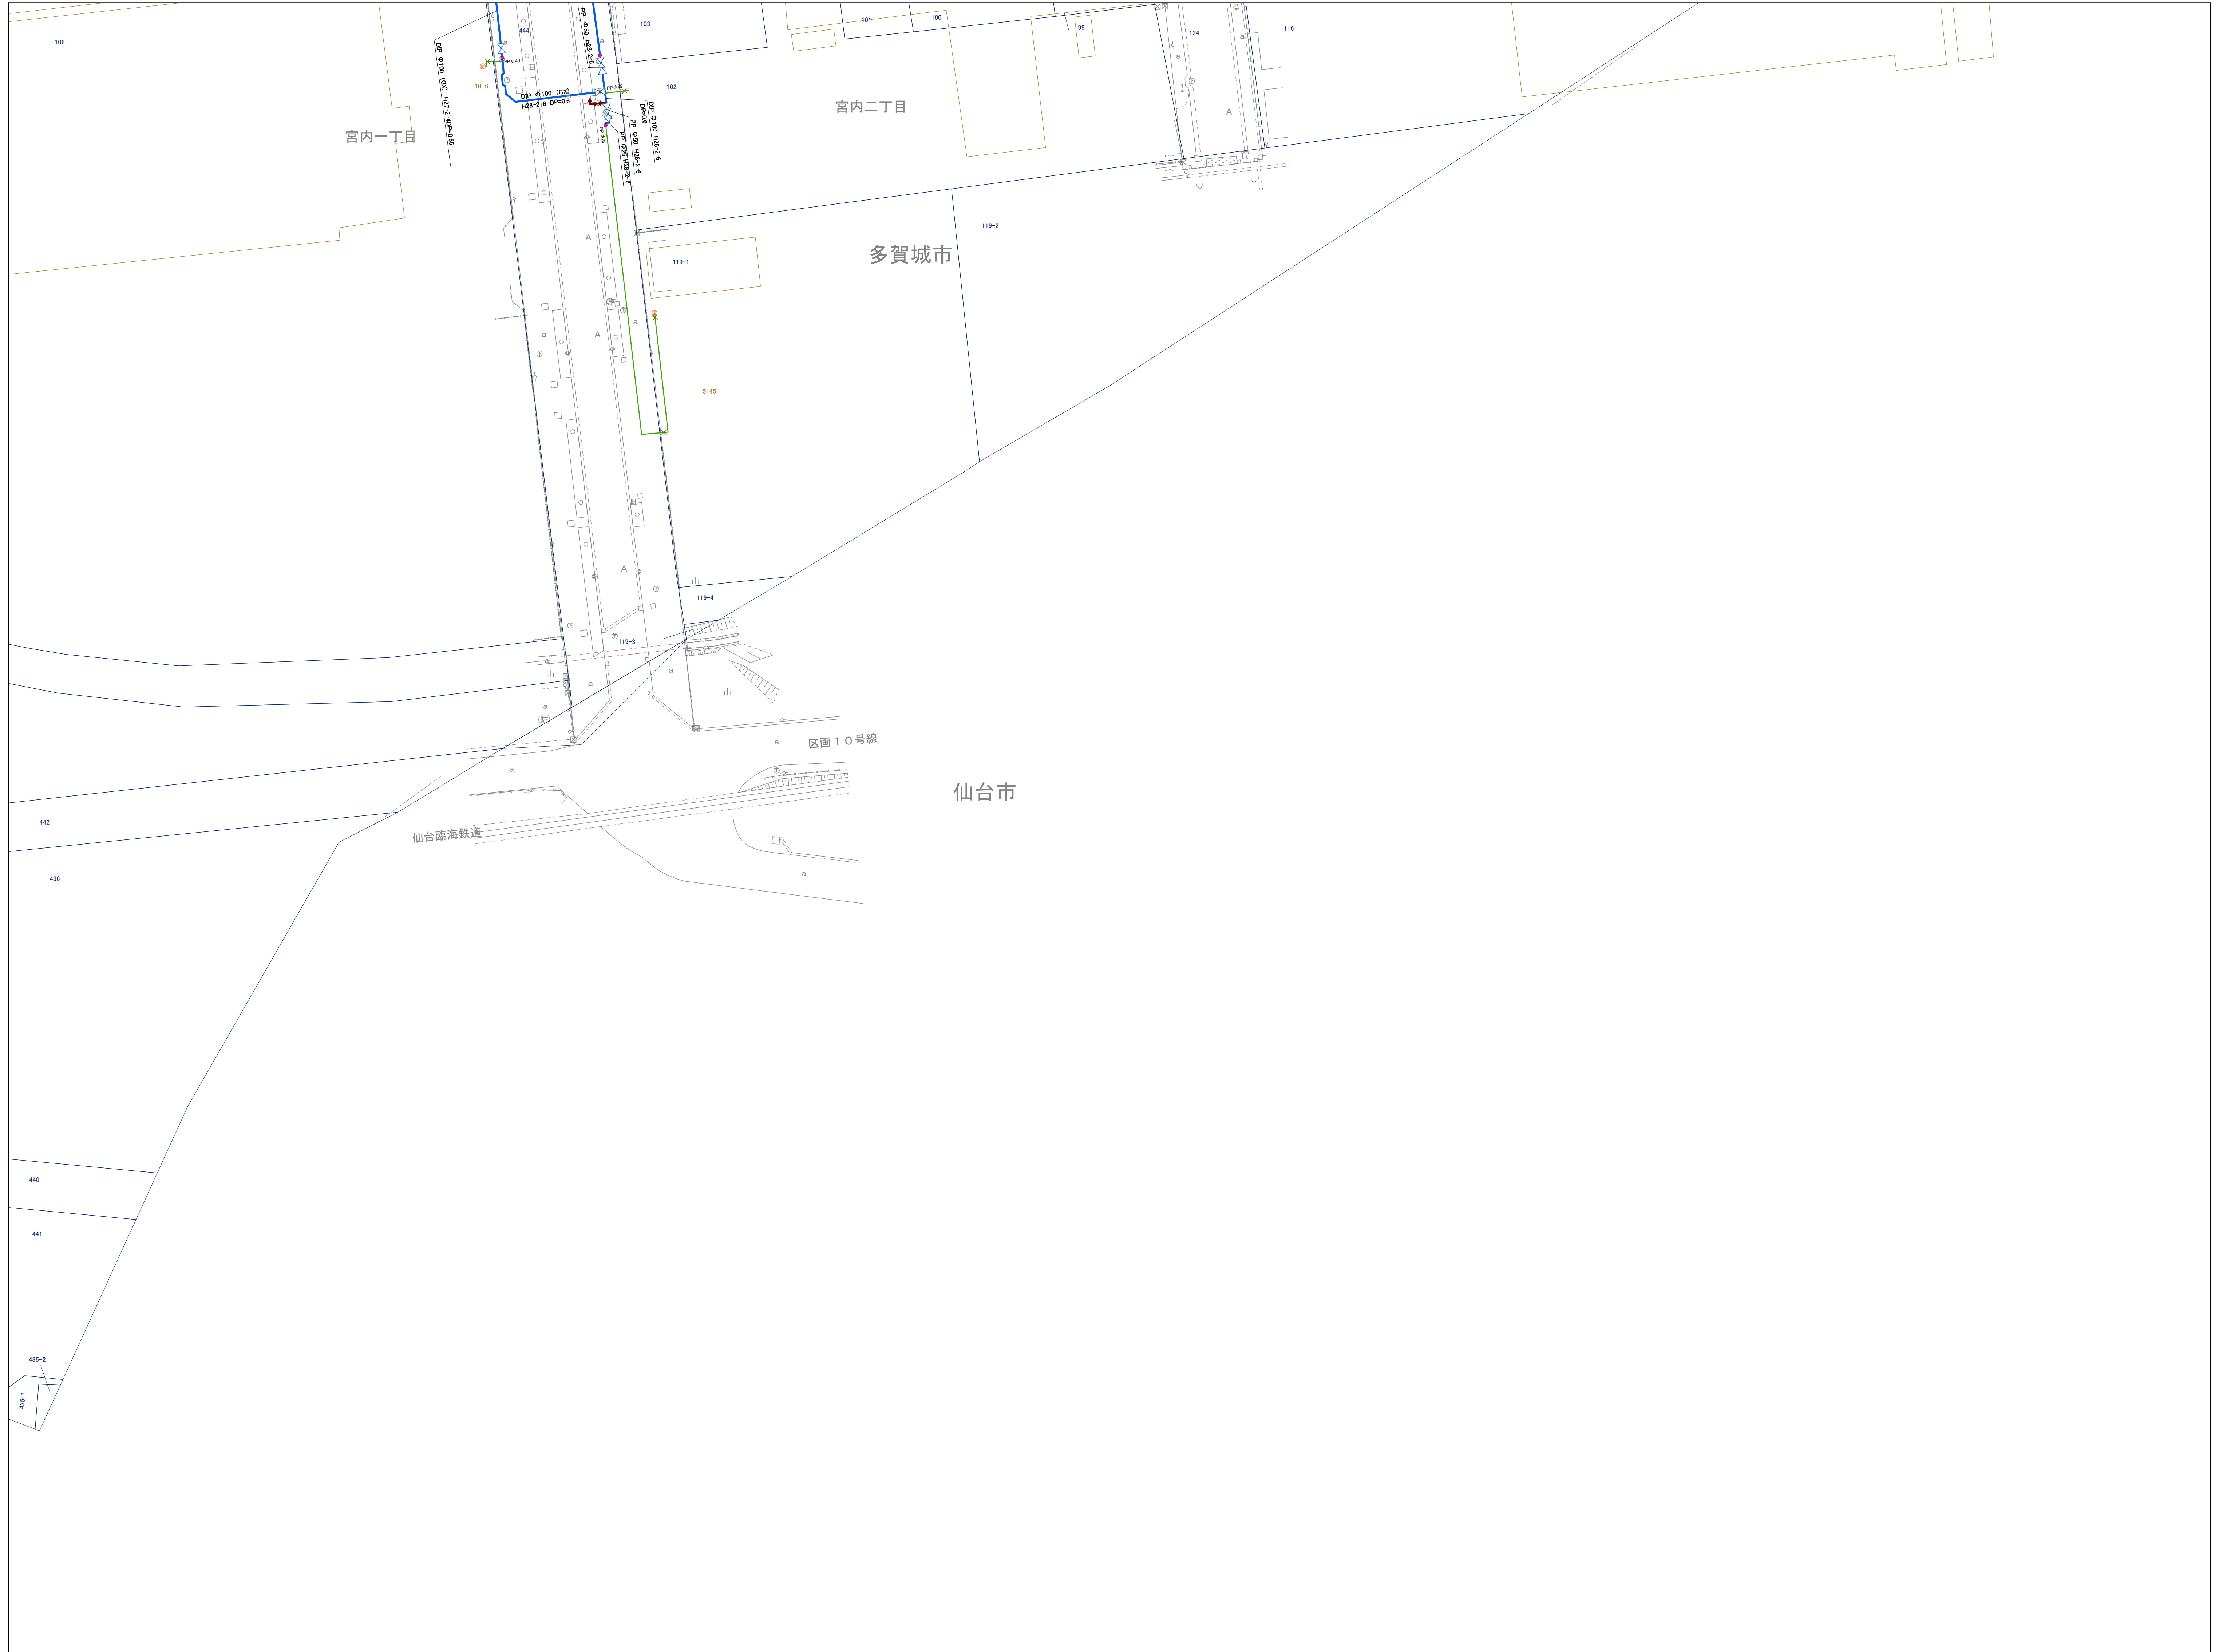 106
444
a
a
103
101
100
99
124
a
a
116
PP Φ50 H28-2-6
DIP Φ100 (GX) H27-2-4DP=0.65
PP φ40
10-6
DIP Φ100 (GX)
H28-2-6 DP=0.6
102
宮内一丁目
宮内二丁目
A
DIP Φ100 H28-2-6
DP=0.6
PP Φ50 H28-2-6
PP Φ25 H28-2-6
119-2
A
多賀城市
119-1
a
A
a
5-45
A
119-4
119-3
a
a
a
a
区画10号線
a
仙台市
442
仙台臨海鉄道
a
436
440
441
435-2
435-1